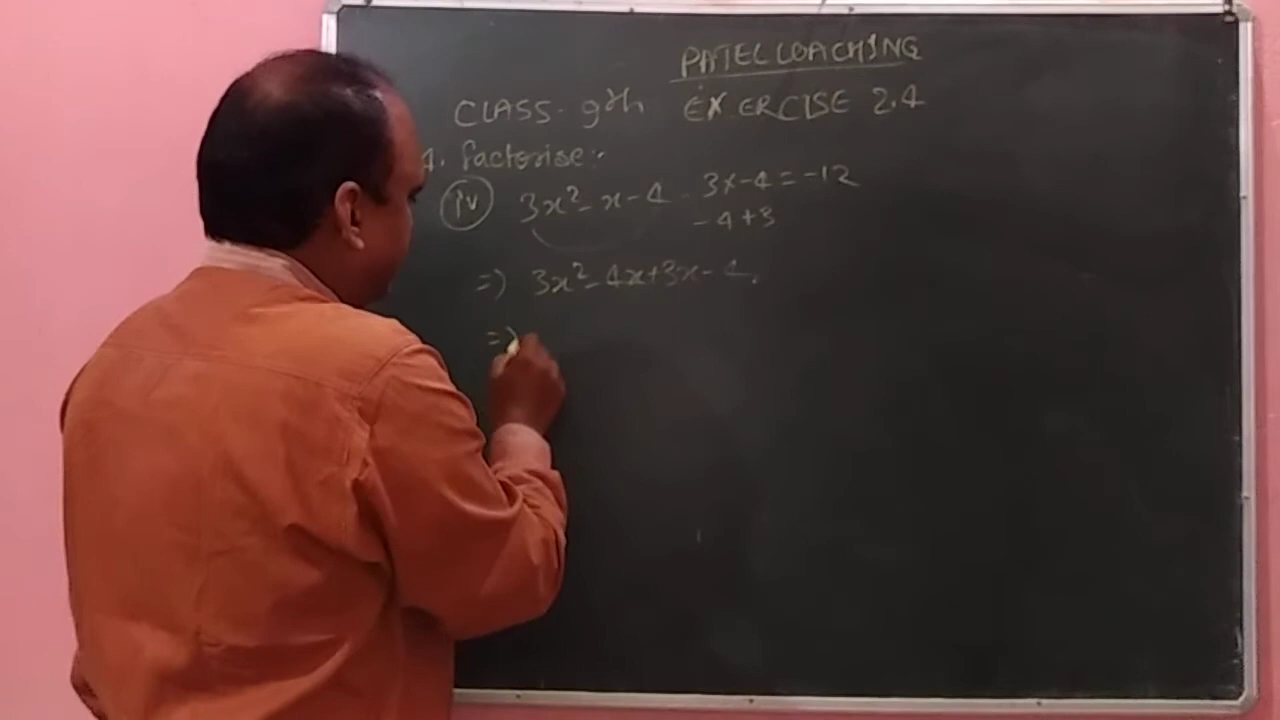 PATEL COACHING
CLASS - 9th EXERCISE 2.4
4. Factorise:-
(iv) 3x² - x - 4 - 3x-4 = -12
-4+3
=) 3x² - 4x + 3x - 4.
=)